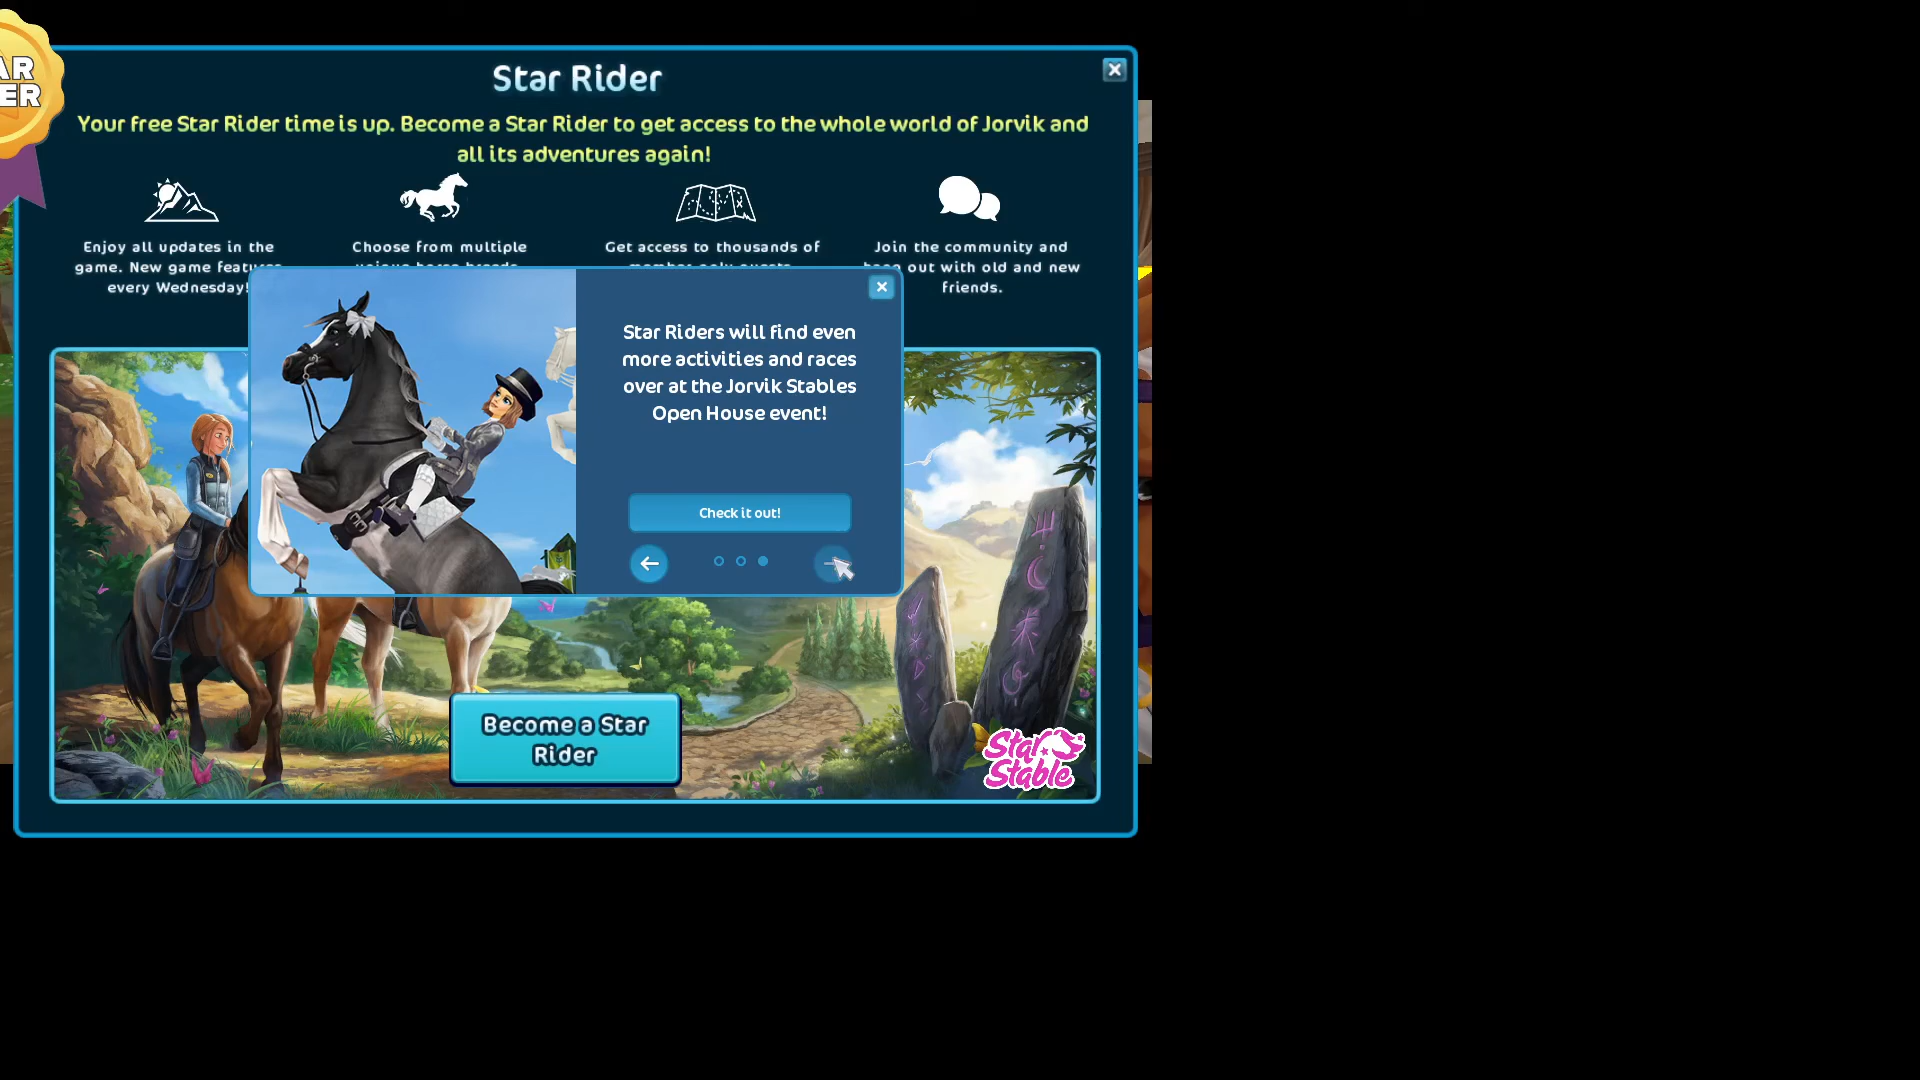 AR
ER
Star Rider
Your free Star Rider time is up. Become a Star Rider to get access to the whole world of Jorvik and
all its adventures again!
Enjoy all updates in the
game. New game features
every Wednesday!
Choose from multiple
Get access to thousands of
Join the community and
hang out with old and new
friends.
Star Riders will find even
more activities and races
over at the Jorvik Stables
Open House event!
Check it out!
Become a Star
Rider
Star
Stable